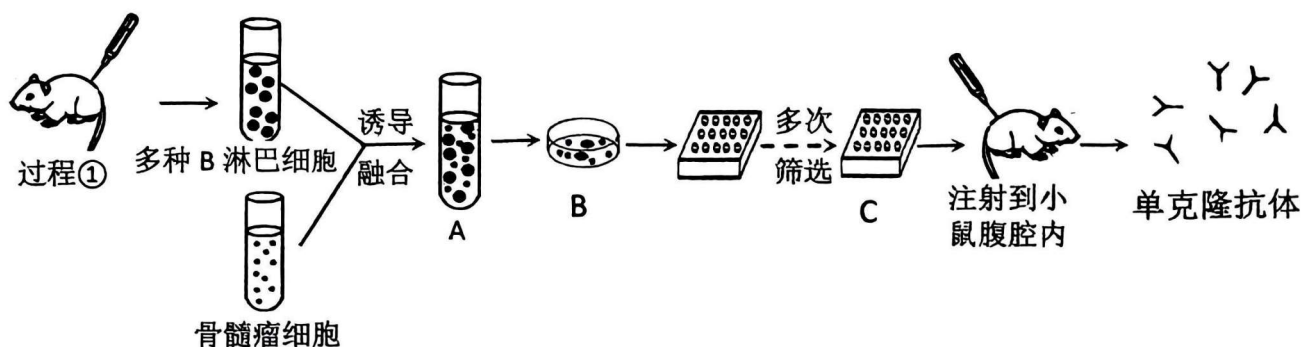 过程①
多种 B 淋巴细胞
骨髓瘤细胞
诱导
融合
A
B
多次
筛选
C
注射到小
鼠腹腔内
单克隆抗体